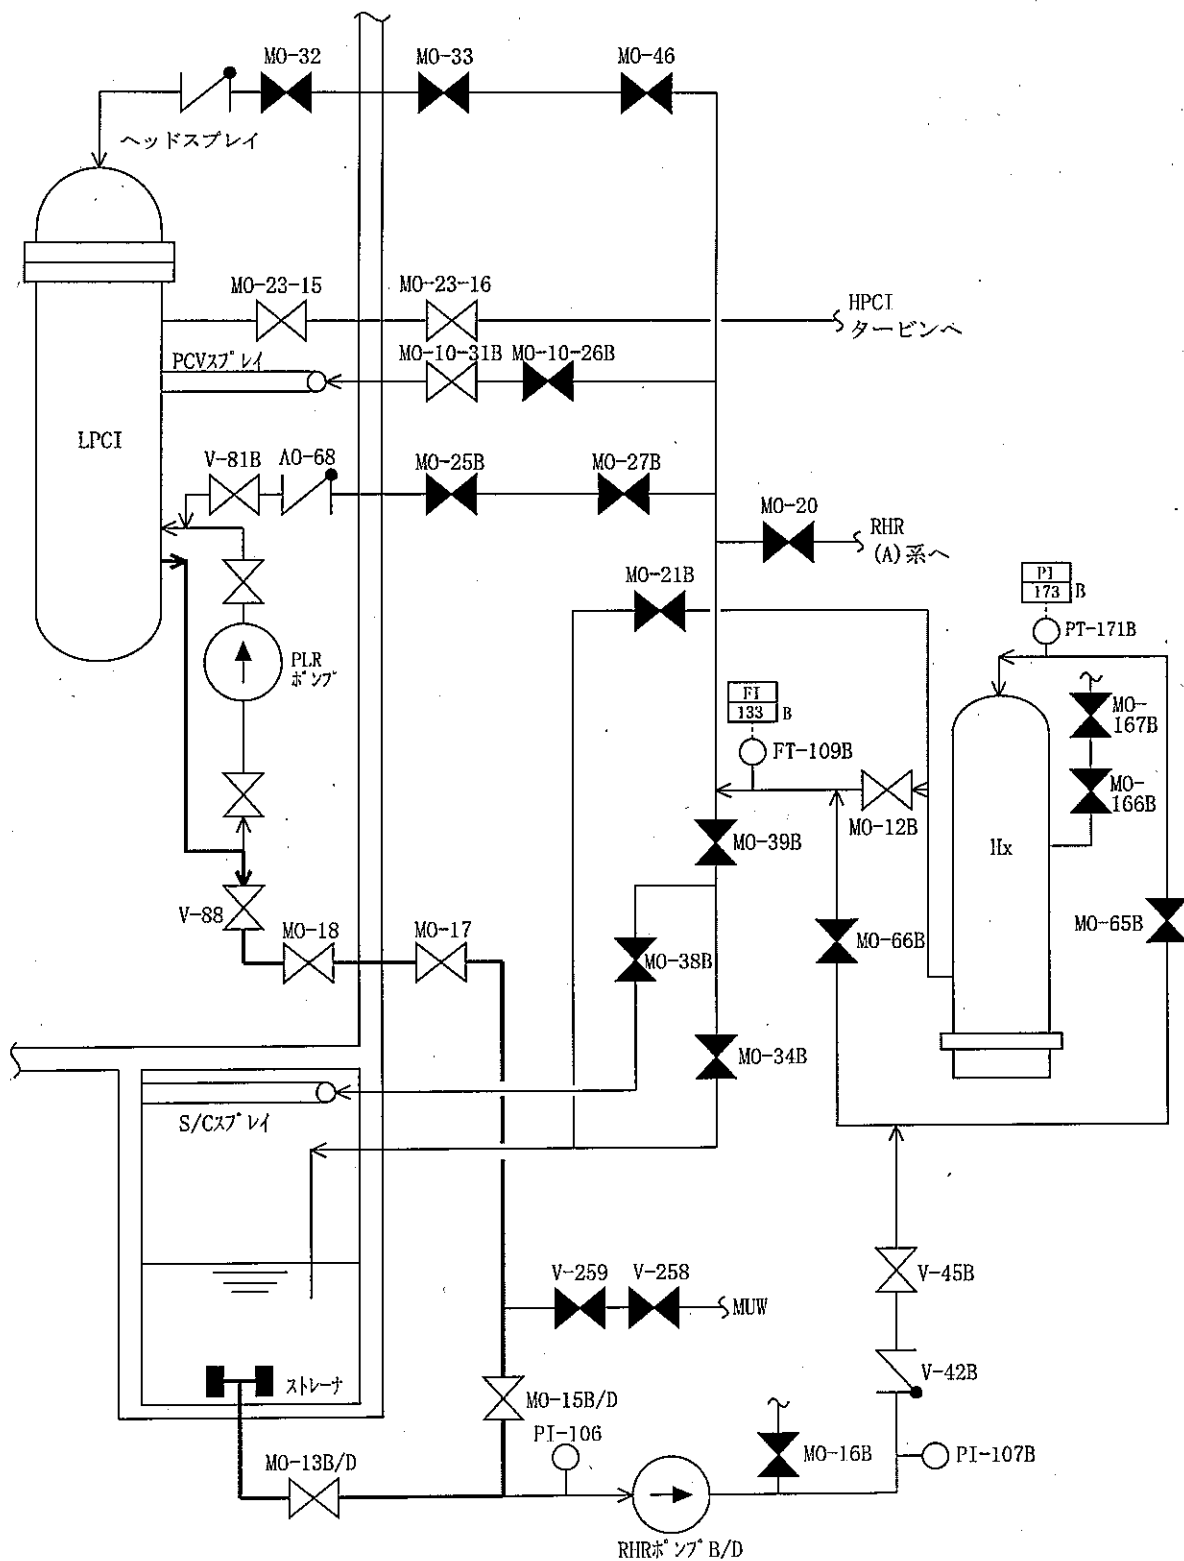 MO-32
MO-33
MO-46
ヘッドスプレイ
MO-23-15
MO-23-16
HPCI
タービンへ
PCVスプレイ
MO-10-31B
MO-10-26B
LPCI
V-81B
AO-68
MO-25B
MO-27B
MO-20
RHR
(A)系へ
MO-21B
PI
173
B
PT-171B
PLR
ポンプ
FI
133
B
FT-109B
MO-
167B
MO-
166B
MO-12B
MO-39B
Hx
V-88
MO-18
MO-17
MO-38B
MO-66B
MO-65B
MO-34B
S/Cスプレイ
V-259
V-258
MUW
V-45B
ストレーナ
MO-15B/D
V-42B
PI-106
MO-16B
PI-107B
MO-13B/D
RHRポンプB/D